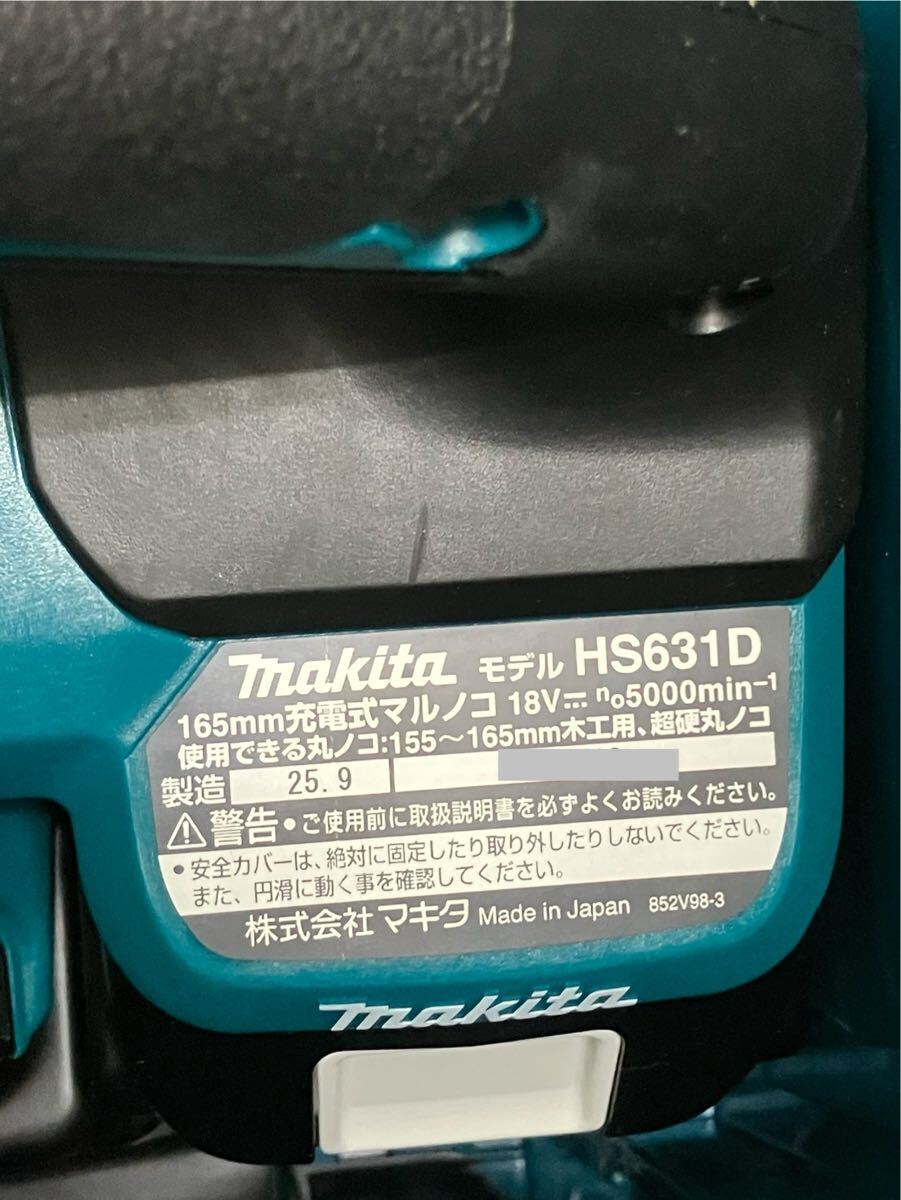 makita モデル HS631D
165mm充電式マルノコ 18V⎓ n₀5000min⁻¹
使用できる丸ノコ:155～165mm木工用、超硬丸ノコ
製造 25.9
⚠警告 ●ご使用前に取扱説明書を必ずよくお読みください。
●安全カバーは、絶対に固定したり取り外したりしないでください。
また、円滑に動く事を確認してください。
株式会社 マキタ Made in Japan 852V98-3
makita